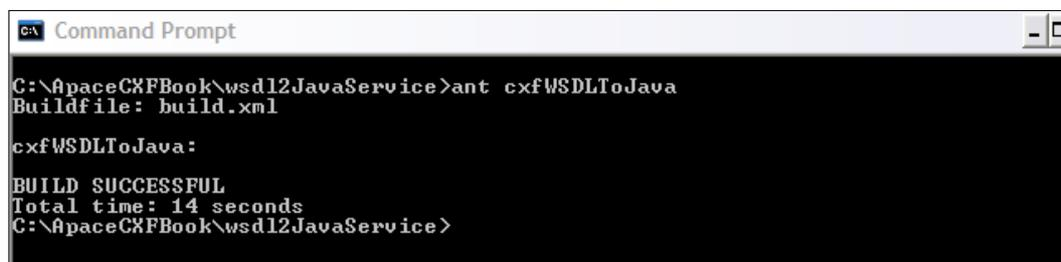 C:\ Command Prompt
C:\ApaceCXFBook\wsdl2JavaService>ant cxfWSDLToJava
Buildfile: build.xml
cxfWSDLToJava:
BUILD SUCCESSFUL
Total time: 14 seconds
C:\ApaceCXFBook\wsdl2JavaService>